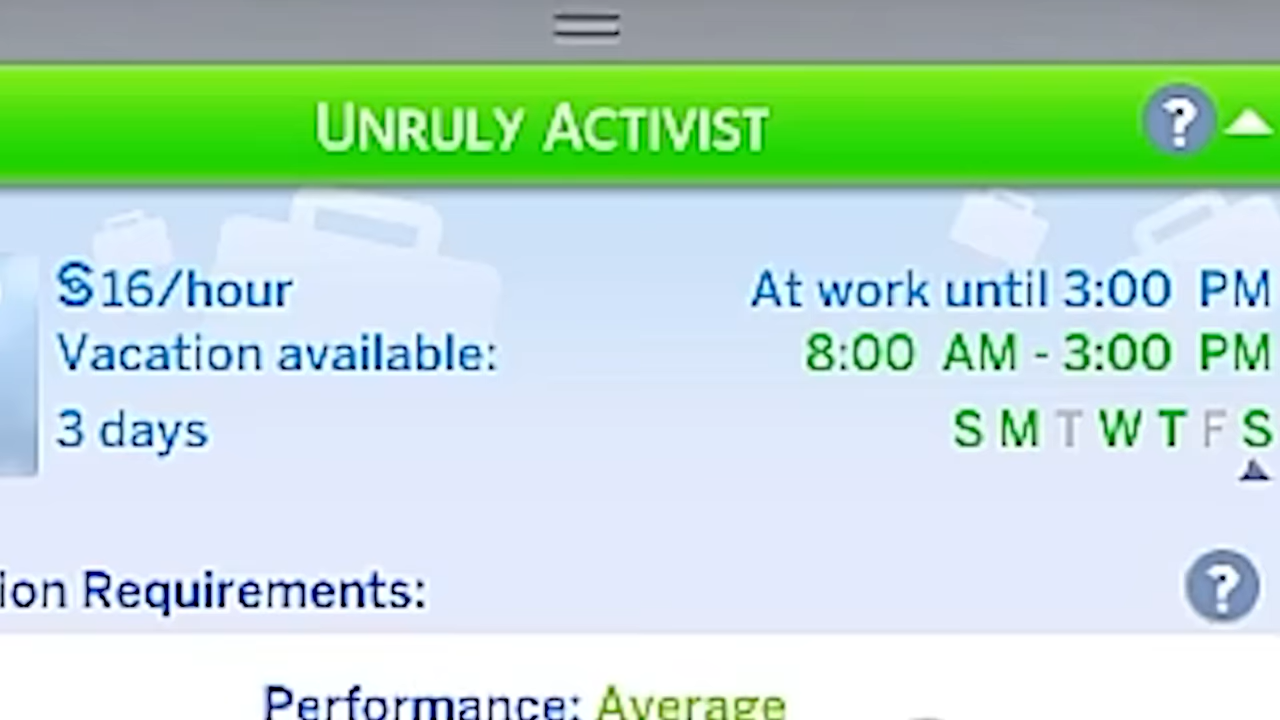 UNRULY ACTIVIST
?
§16/hour
At work until 3:00 PM
Vacation available:
8:00 AM - 3:00 PM
3 days
S M T W T F S
ion Requirements:
?
Performance: Average